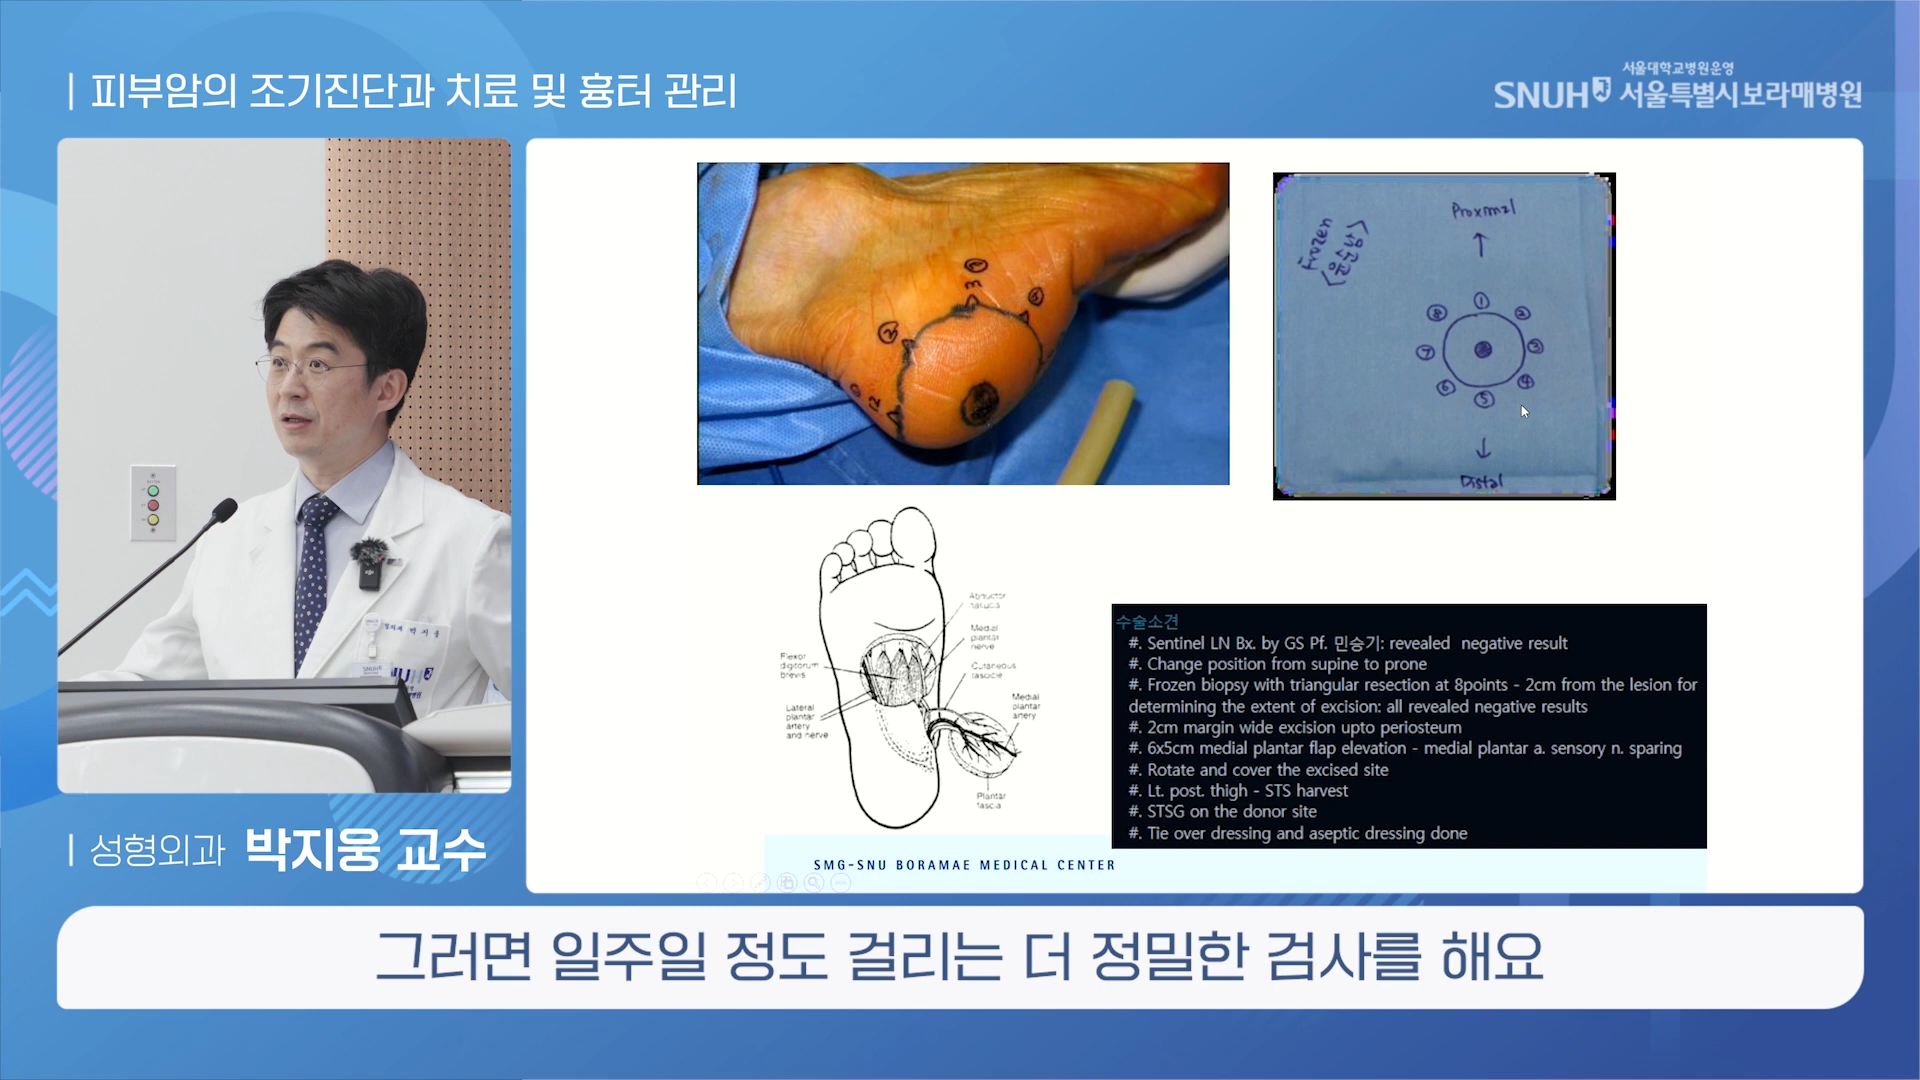 피부암의 조기진단과 치료 및 흉터 관리
서울대학교병원운영
SNUH 서울특별시보라매병원
Proximal
Frozen
①
②
③
④
⑤
⑥
⑦
⑧
Distal
Abductor
fascia
Medial
plantar
nerve
Cutaneous
fascicle
Medial
plantar
artery
Flexor
digitorum
brevis
Lateral
plantar
artery
and nerve
Plantar
fascia
수술소견
#. Sentinel LN Bx. by GS Pf. 민승기: revealed negative result
#. Change position from supine to prone
#. Frozen biopsy with triangular resection at 8points - 2cm from the lesion for
determining the extent of excision: all revealed negative results
#. 2cm margin wide excision upto periosteum
#. 6x5cm medial plantar flap elevation - medial plantar a. sensory n. sparing
#. Rotate and cover the excised site
#. Lt. post. thigh - STS harvest
#. STSG on the donor site
#. Tie over dressing and aseptic dressing done
SMG-SNU BORAMAE MEDICAL CENTER
성형외과 박지웅 교수
그러면 일주일 정도 걸리는 더 정밀한 검사를 해요